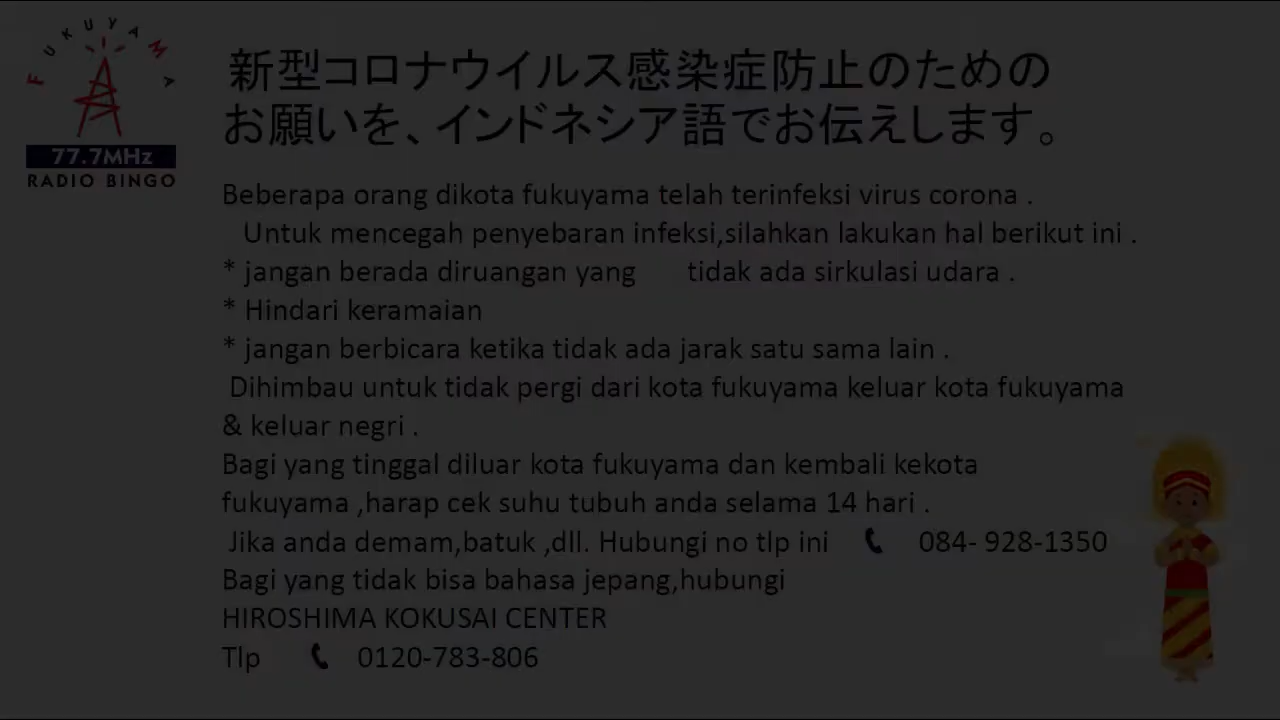 FUKUYAMA
77.7MHz
RADIO BINGO
新型コロナウイルス感染症防止のための
お願いを、インドネシア語でお伝えします。
Beberapa orang dikota fukuyama telah terinfeksi virus corona .
Untuk mencegah penyebaran infeksi,silahkan lakukan hal berikut ini .
* jangan berada diruangan yang tidak ada sirkulasi udara .
* Hindari keramaian
* jangan berbicara ketika tidak ada jarak satu sama lain .
Dihimbau untuk tidak pergi dari kota fukuyama keluar kota fukuyama
& keluar negri .
Bagi yang tinggal diluar kota fukuyama dan kembali kekota
fukuyama ,harap cek suhu tubuh anda selama 14 hari .
Jika anda demam,batuk ,dll. Hubungi no tlp ini 084- 928-1350
Bagi yang tidak bisa bahasa jepang,hubungi
HIROSHIMA KOKUSAI CENTER
Tlp 0120-783-806